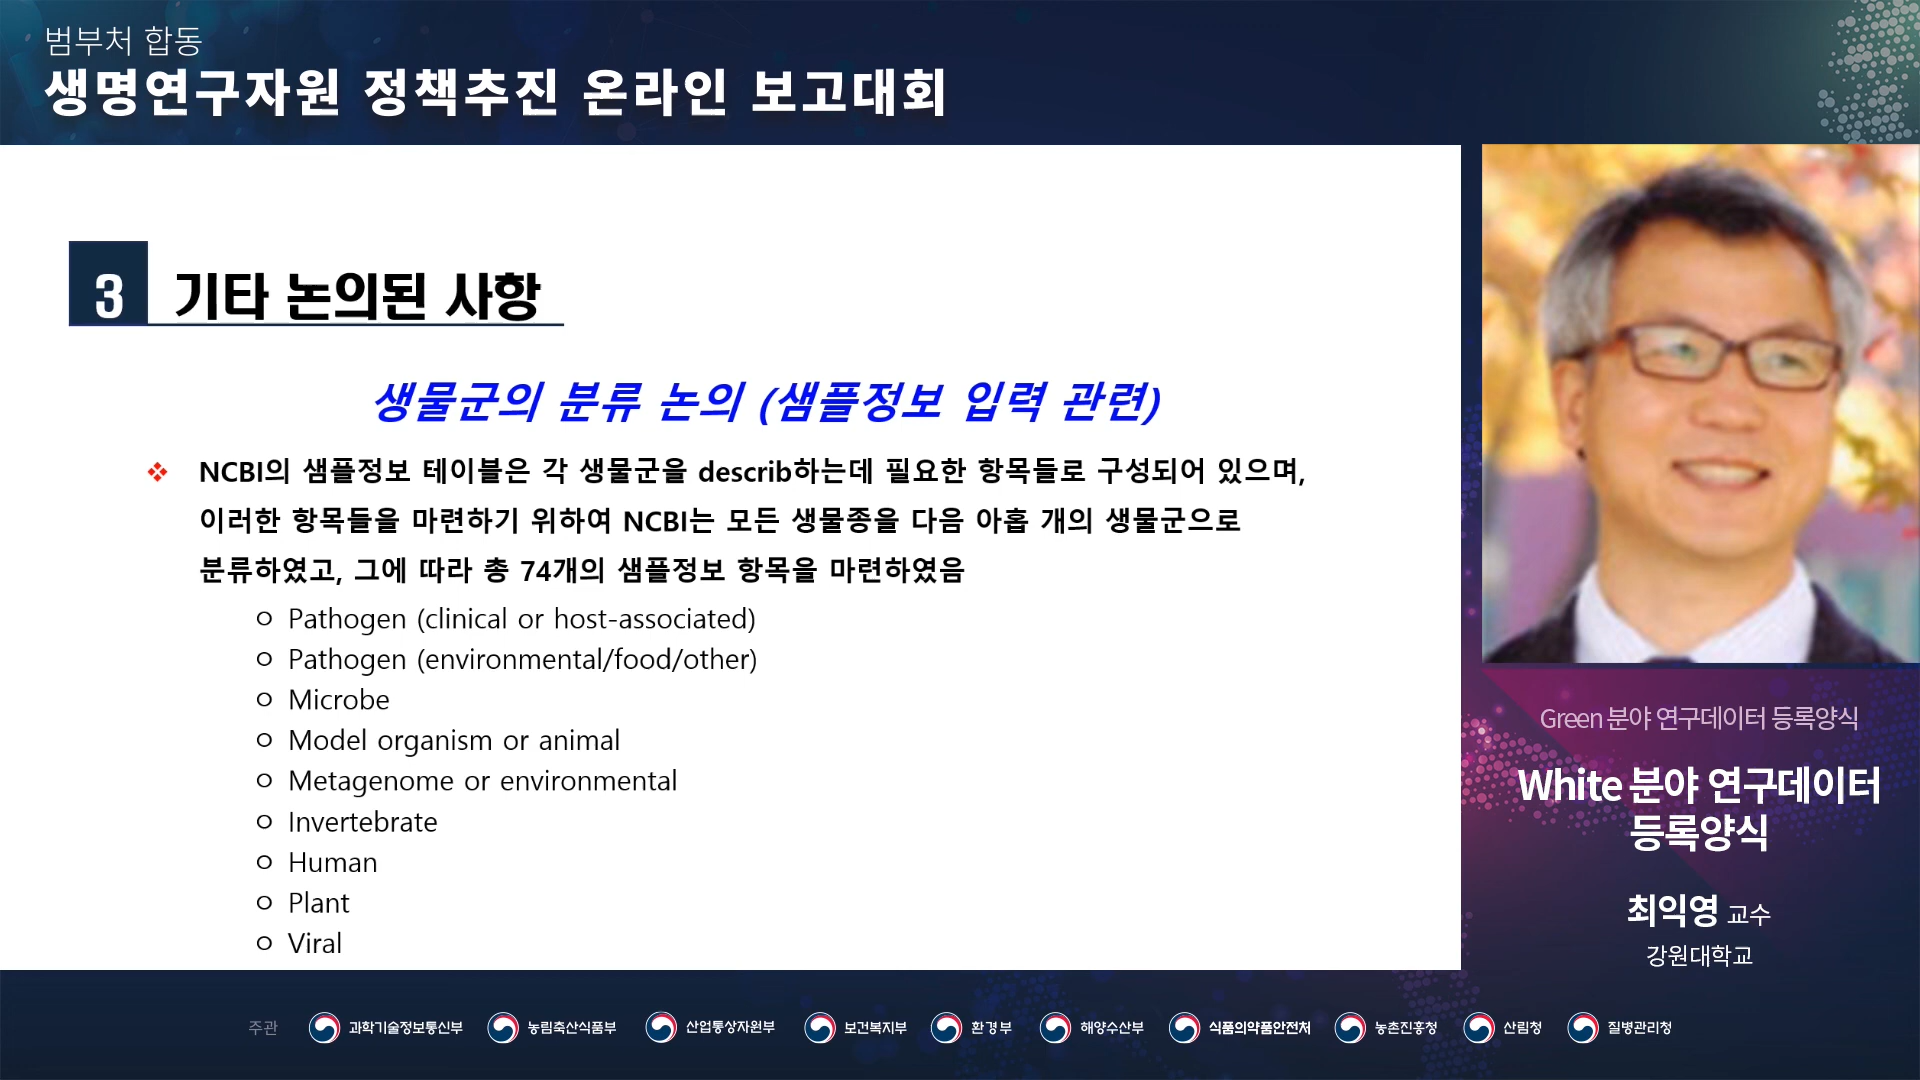 범부처 합동
생명연구자원 정책추진 온라인 보고대회
3 기타 논의된 사항
생물군의 분류 논의 (샘플정보 입력 관련)
NCBI의 샘플정보 테이블은 각 생물군을 describ하는데 필요한 항목들로 구성되어 있으며,
이러한 항목들을 마련하기 위하여 NCBI는 모든 생물종을 다음 아홉 개의 생물군으로
분류하였고, 그에 따라 총 74개의 샘플정보 항목을 마련하였음
Pathogen (clinical or host-associated)
Pathogen (environmental/food/other)
Microbe
Model organism or animal
Metagenome or environmental
Invertebrate
Human
Plant
Viral
Green 분야 연구데이터 등록양식
White 분야 연구데이터
등록양식
최익영 교수
강원대학교
주관 과학기술정보통신부 농림축산식품부 산업통상자원부 보건복지부 환경부 해양수산부 식품의약품안전처 농촌진흥청 산림청 질병관리청